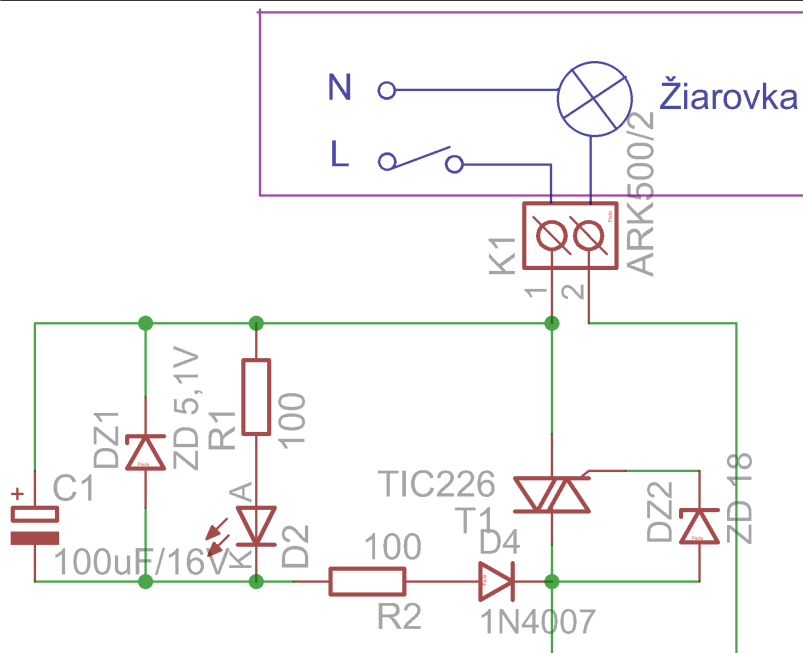 N
Žiarovka
L
K1
ARK500/2
1
2
DZ1
ZD 5,1V
R1
100
+
C1
100uF/16V
A
K
D2
TIC226
T1
D4
100
R2
1N4007
DZ2
ZD 18